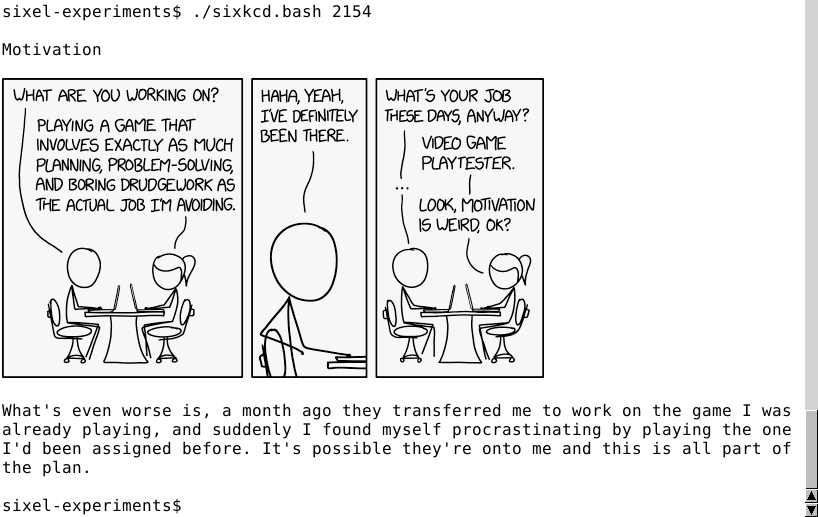 sixel-experiments$ ./sixkcd.bash 2154
Motivation
WHAT ARE YOU WORKING ON?
PLAYING A GAME THAT
INVOLVES EXACTLY AS MUCH
PLANNING, PROBLEM-SOLVING,
AND BORING DRUDGEWORK AS
THE ACTUAL JOB I'M AVOIDING.
HAHA, YEAH,
I'VE DEFINITELY
BEEN THERE.
WHAT'S YOUR JOB
THESE DAYS, ANYWAY?
VIDEO GAME
PLAYTESTER.
...
LOOK, MOTIVATION
IS WEIRD, OK?
What's even worse is, a month ago they transferred me to work on the game I was
already playing, and suddenly I found myself procrastinating by playing the one
I'd been assigned before. It's possible they're onto me and this is all part of
the plan.
sixel-experiments$